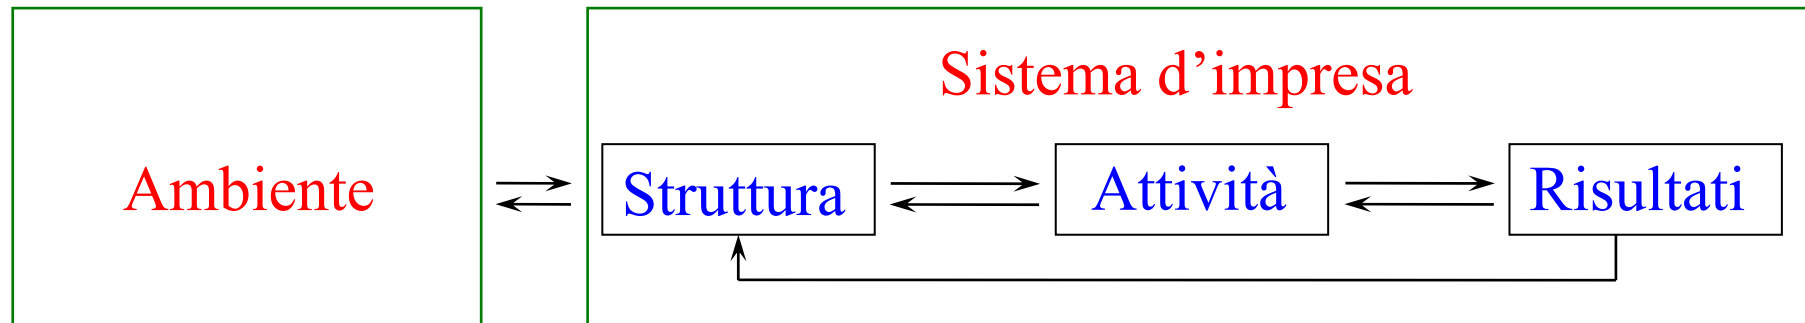 Sistema d’impresa
Ambiente
Struttura
Attività
Risultati